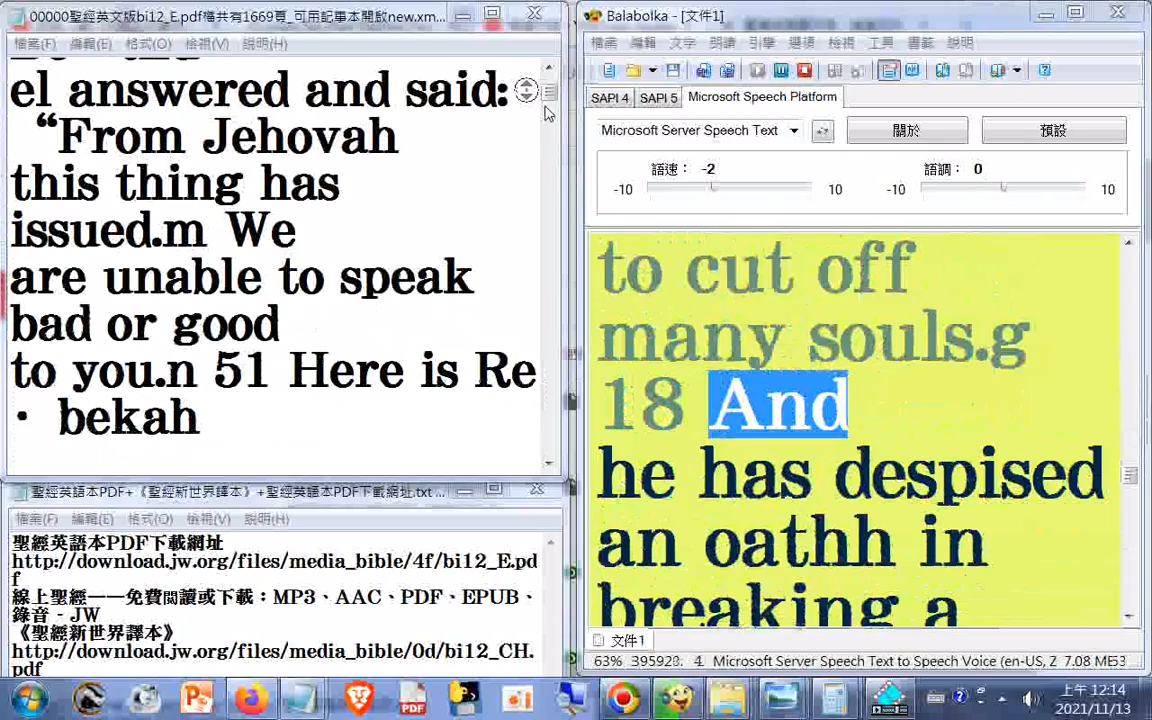 00000聖經英文版bi12_E.pdf檔共有1669頁_可用記事本開啟new.xm...
檔案(F) 編輯(E) 格式(O) 檢視(V) 說明(H)
el answered and said:
“From Jehovah
this thing has
issued.m We
are unable to speak
bad or good
to you.n 51 Here is Re
· bekah
聖經英語本PDF+《聖經新世界譯本》+聖經英語本PDF下載網址.txt ...
檔案(F) 編輯(E) 格式(O) 檢視(V) 說明(H)
聖經英語本PDF下載網址
http://download.jw.org/files/media_bible/4f/bi12_E.pd
f
線上聖經——免費閱讀或下載：MP3、AAC、PDF、EPUB、
錄音 - JW
《聖經新世界譯本》
http://download.jw.org/files/media_bible/0d/bi12_CH.
pdf
Balabolka - [文件1]
檔案 編輯 文字 朗讀 引擎 選項 檢視 工具 書籤 說明
SAPI 4 SAPI 5 Microsoft Speech Platform
Microsoft Server Speech Text 關於 預設
語速： -2 語調： 0
-10 10 -10 10
to cut off
many souls.g
18 And
he has despised
an oathh in
breaking a
文件1
63% 395928: 4 Microsoft Server Speech Text to Speech Voice (en-US, Z 7.08 МЕ53
PDF
上午 12:14
2021/11/13